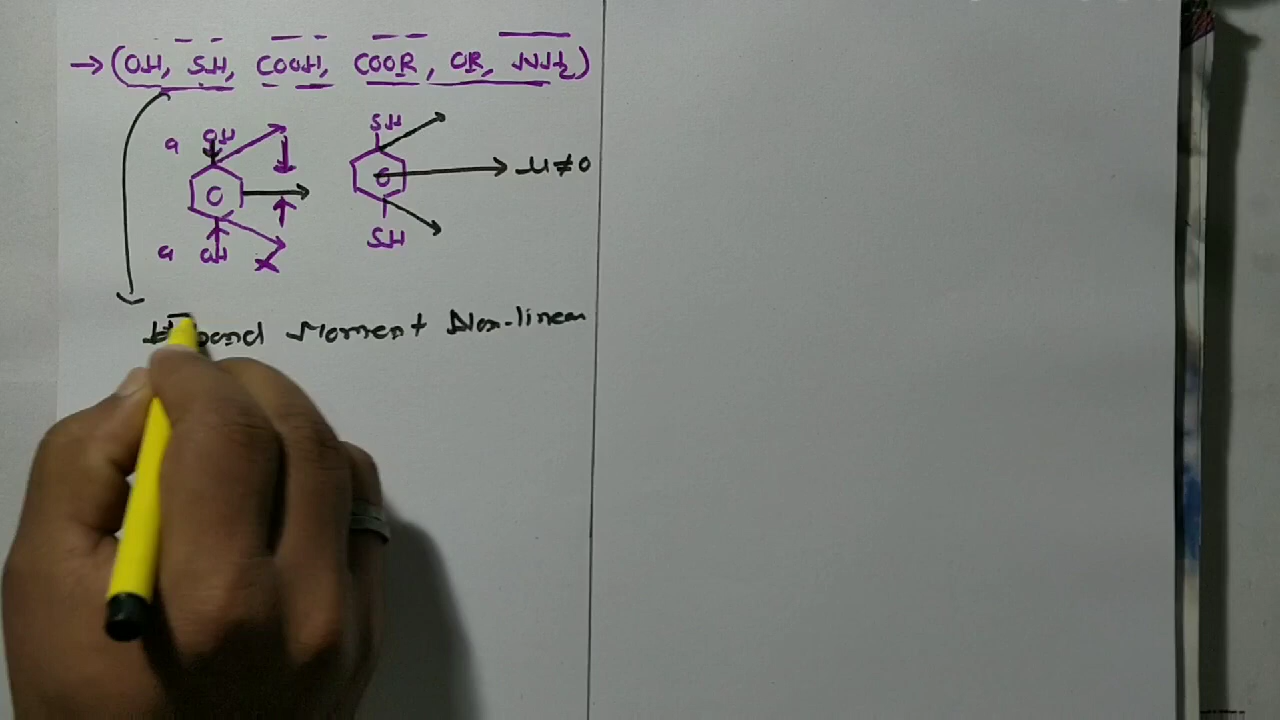 → (OH, SH, COOH, COOR, OR, NH₂)
a OH SH
μ≠0
a OH SH
bond Moment Non-linear